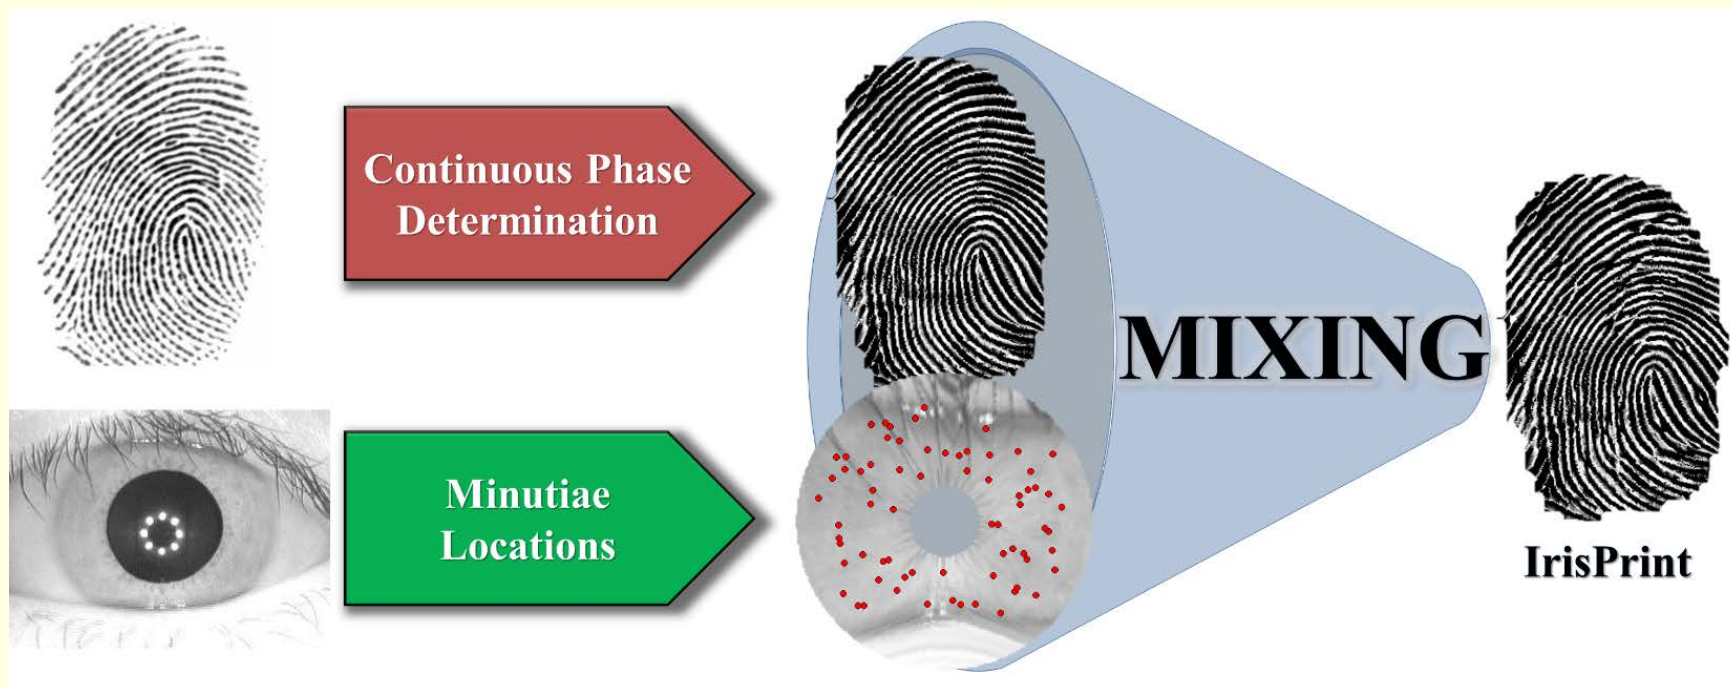 Continuous Phase
Determination
Minutiae
Locations
MIXING
IrisPrint